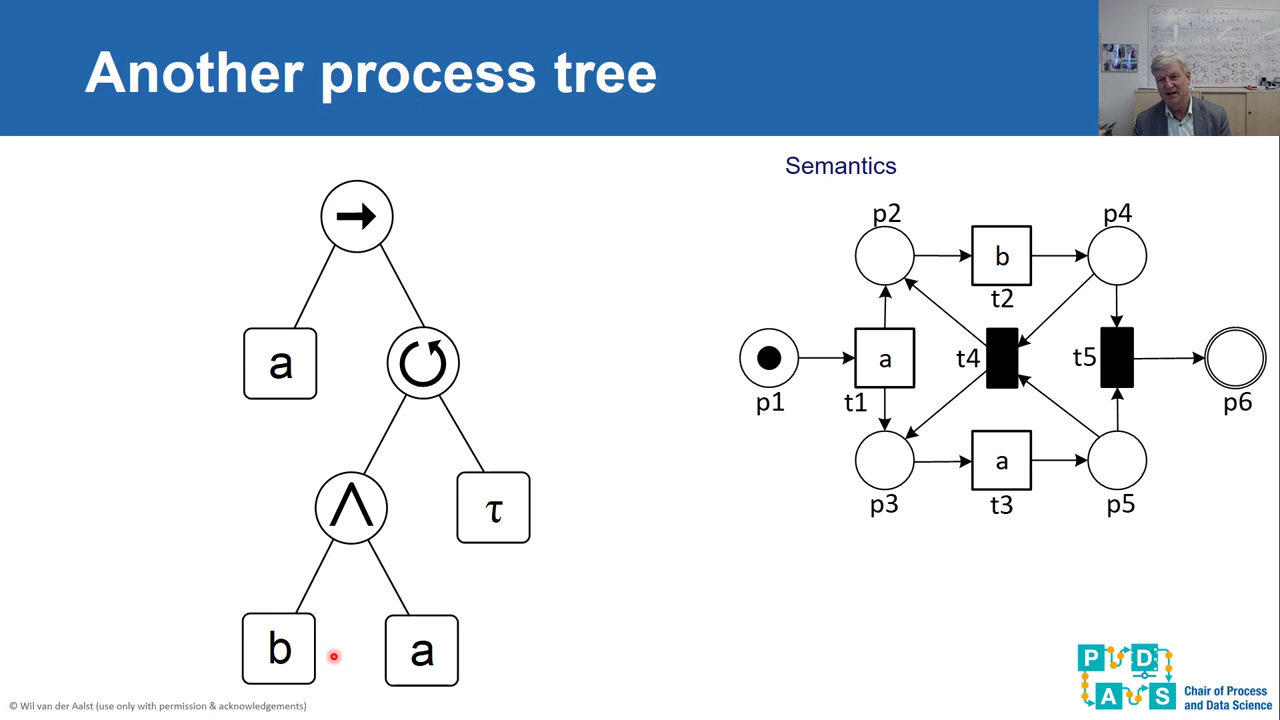 Another process tree
Semantics
p2
p4
b
t2
a
a
t4
t5
p1
t1
p6
τ
a
p3
t3
p5
b
a
P D
A S
Chair of Process
and Data Science
© Wil van der Aalst (use only with permission & acknowledgements)